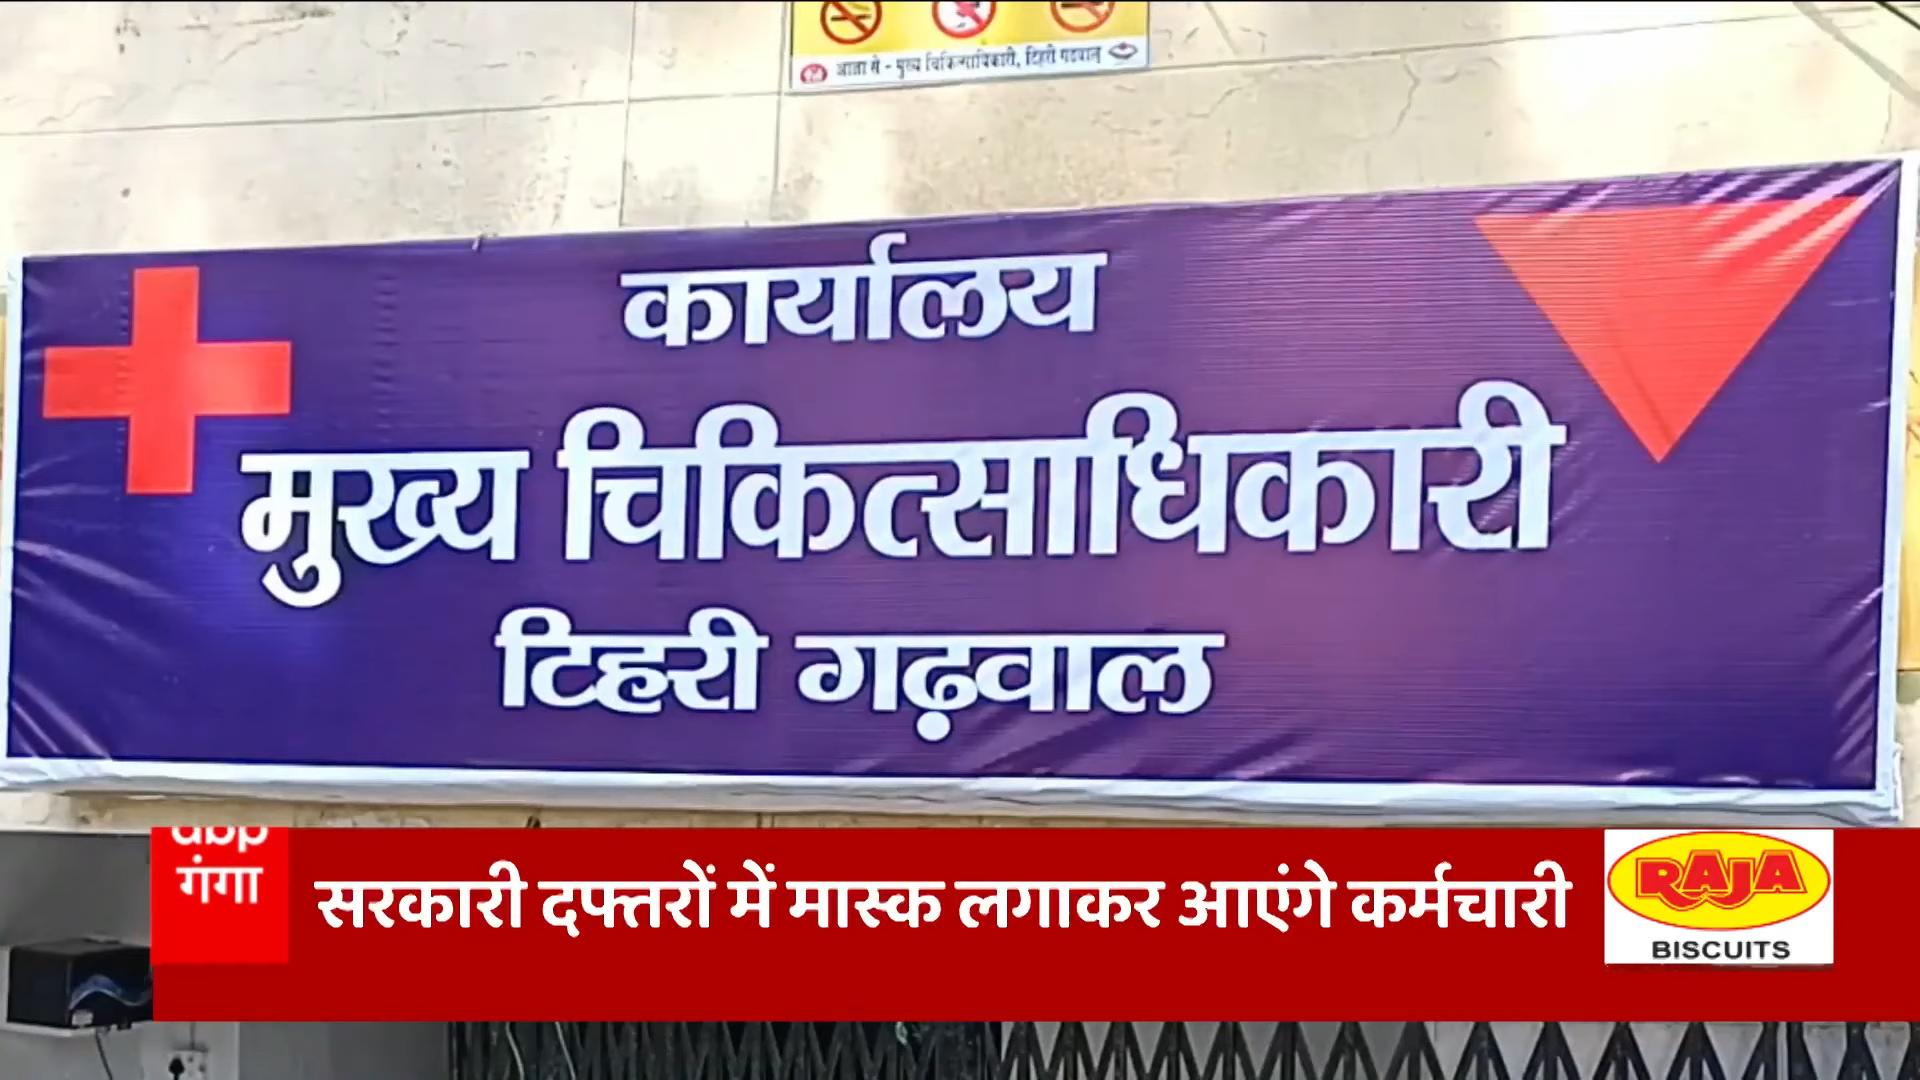 आज्ञा से - मुख्य चिकित्साधिकारी, टिहरी गढ़वाल
कार्यालय
मुख्य चिकित्साधिकारी
टिहरी गढ़वाल
abp
गंगा
सरकारी दफ्तरों में मास्क लगाकर आएंगे कर्मचारी
RAJA
BISCUITS